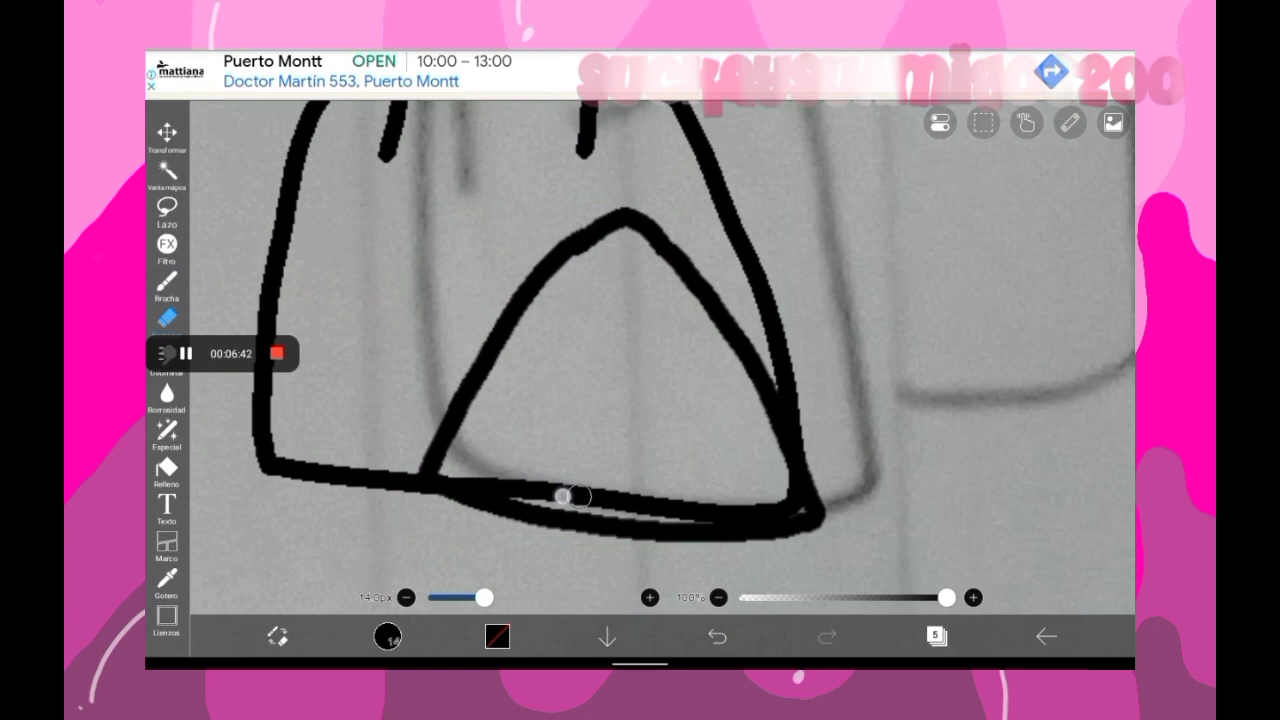 mattiana
Puerto Montt OPEN 10:00 – 13:00
Doctor Martín 553, Puerto Montt
Transformar
Varita mágica
Lazo
FX
Filtro
Brocha
00:06:42
Borrosidad
Especial
Relleno
T
Texto
Marco
Gotero
Lienzos
14.0px
100%
14
5